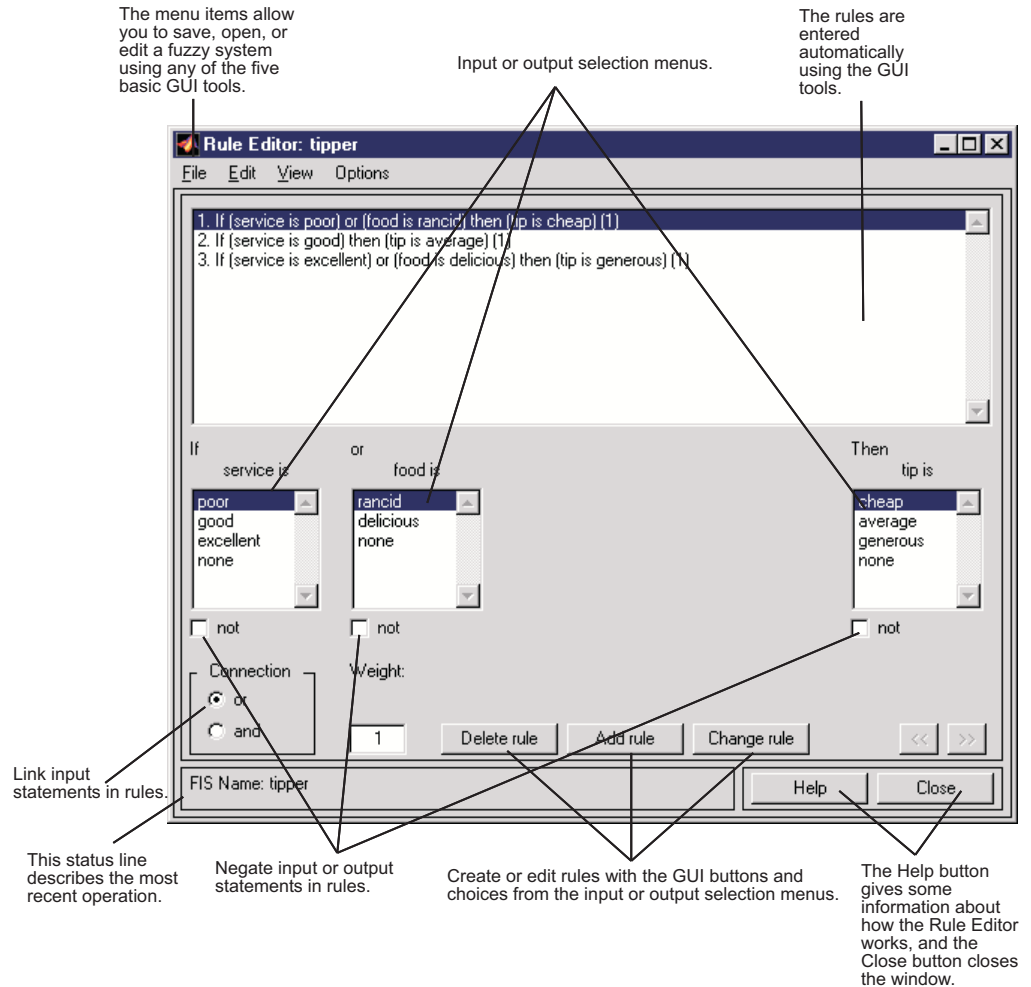 The menu items allow
you to save, open, or
edit a fuzzy system
using any of the five
basic GUI tools.
Input or output selection menus.
The rules are
entered
automatically
using the GUI
tools.
Rule Editor: tipper
File Edit View Options
1. If (service is poor) or (food is rancid) then (tip is cheap) (1)
2. If (service is good) then (tip is average) (1)
3. If (service is excellent) or (food is delicious) then (tip is generous) (1)
If
service is
or
food is
Then
tip is
poor
good
excellent
none
rancid
delicious
none
cheap
average
generous
none
not
not
not
Connection
or
and
Weight:
1
Delete rule
Add rule
Change rule
<<
>>
FIS Name: tipper
Help
Close
Link input
statements in rules.
This status line
describes the most
recent operation.
Negate input or output
statements in rules.
Create or edit rules with the GUI buttons and
choices from the input or output selection menus.
The Help button
gives some
information about
how the Rule Editor
works, and the
Close button closes
the window.